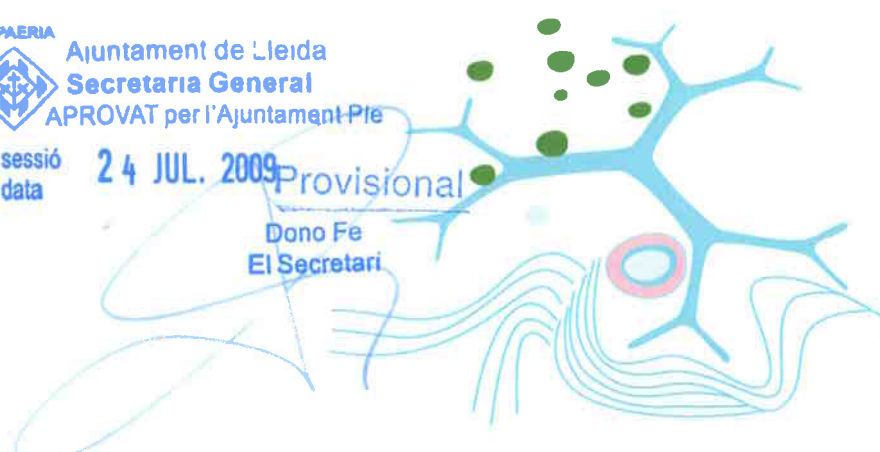 PAERIA
Ajuntament de Lleida
Secretaria General
APROVAT per l'Ajuntament Ple
sessió
data
24 JUL. 2009
Provisional
Dono Fe
El Secretari